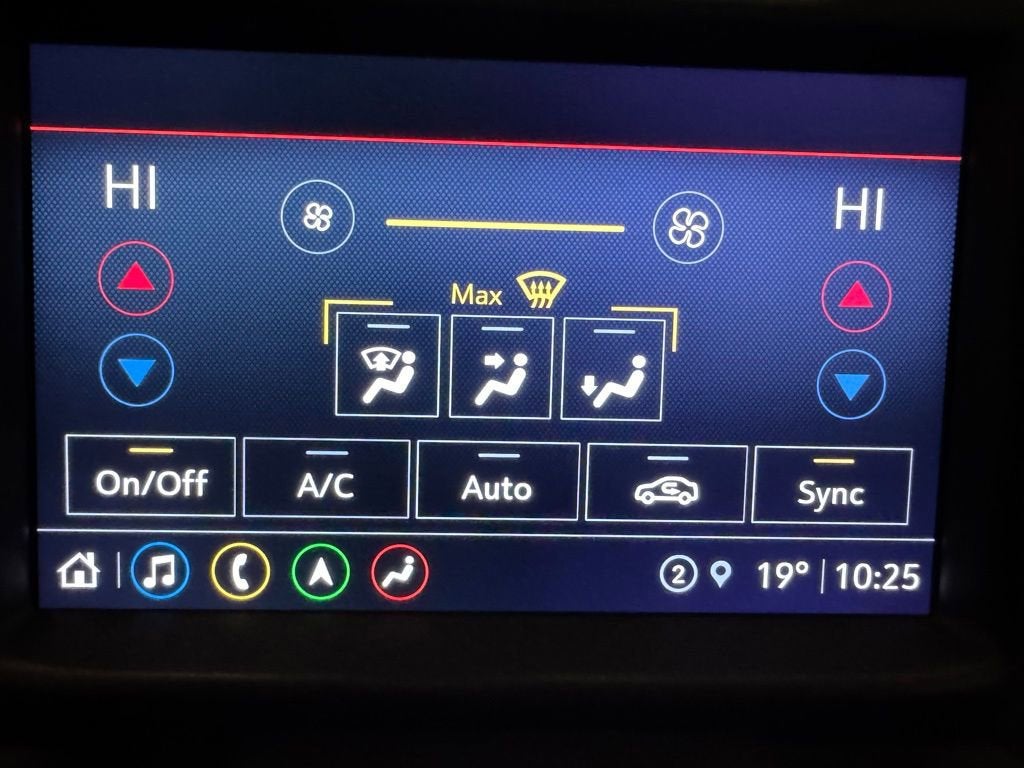 HI
HI
Max
On/Off
A/C
Auto
Sync
2
19° 10:25